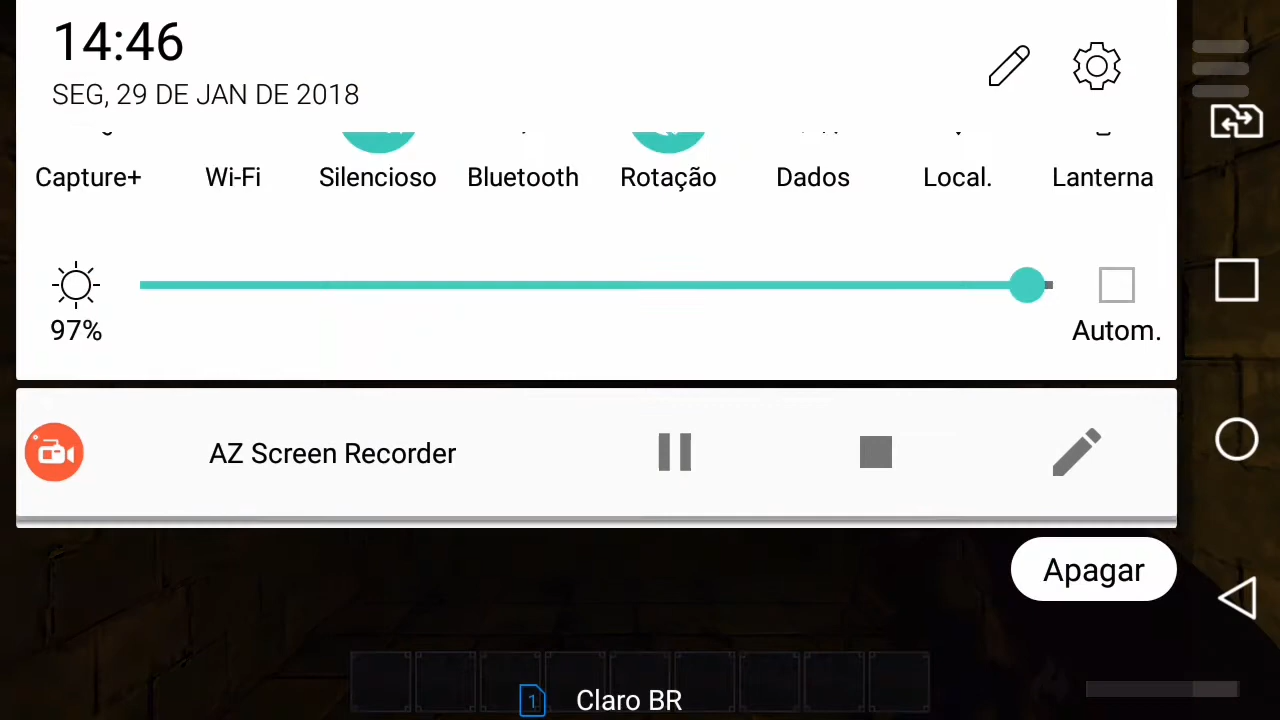 14:46
SEG, 29 DE JAN DE 2018
Capture+ Wi-Fi Silencioso Bluetooth Rotação Dados Local. Lanterna
97% Autom.
AZ Screen Recorder
Apagar
1 Claro BR